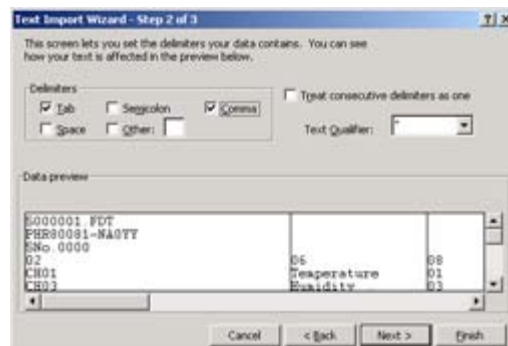 Text Import Wizard - Step 2 of 3
This screen lets you set the delimiters your data contains. You can see
how your text is affected in the preview below.
Delimiters
Tab Semicolon Comma
Space Other:
Treat consecutive delimiters as one
Text Qualifier: "
Data preview
S000001.FDT
PHR80081-NA0YY
SNo.0000
02 06 08
CH01 Temperature 01
CH03 Humidity 03
Cancel < Back Next > Finish